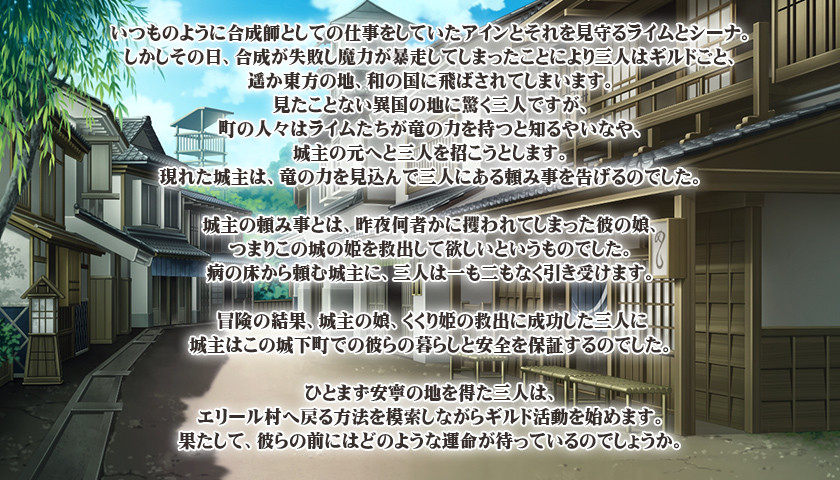 いつものように合成師としての仕事をしていたアインとそれを見守るライムとシーナ。
しかしその日、合成が失敗し魔力が暴走してしまったことにより三人はギルドごと、
遥か東方の地、和の国に飛ばされてしまいます。
見たことない異国の地に驚く三人ですが、
町の人々はライムたちが竜の力を持つと知るやいなや、
城主の元へと三人を招こうとします。
現れた城主は、竜の力を見込んで三人にある頼み事を告げるのでした。
城主の頼み事とは、昨夜何者かに攫われてしまった彼の娘、
つまりこの城の姫を救出して欲しいというものでした。
病の床から頼む城主に、三人は一も二もなく引き受けます。
冒険の結果、城主の娘、くくり姫の救出に成功した三人に
城主はこの城下町での彼らの暮らしと安全を保証するのでした。
ひとまず安寧の地を得た三人は、
エリール村へ戻る方法を模索しながらギルド活動を始めます。
果たして、彼らの前にはどのような運命が待っているのでしょうか。
めし